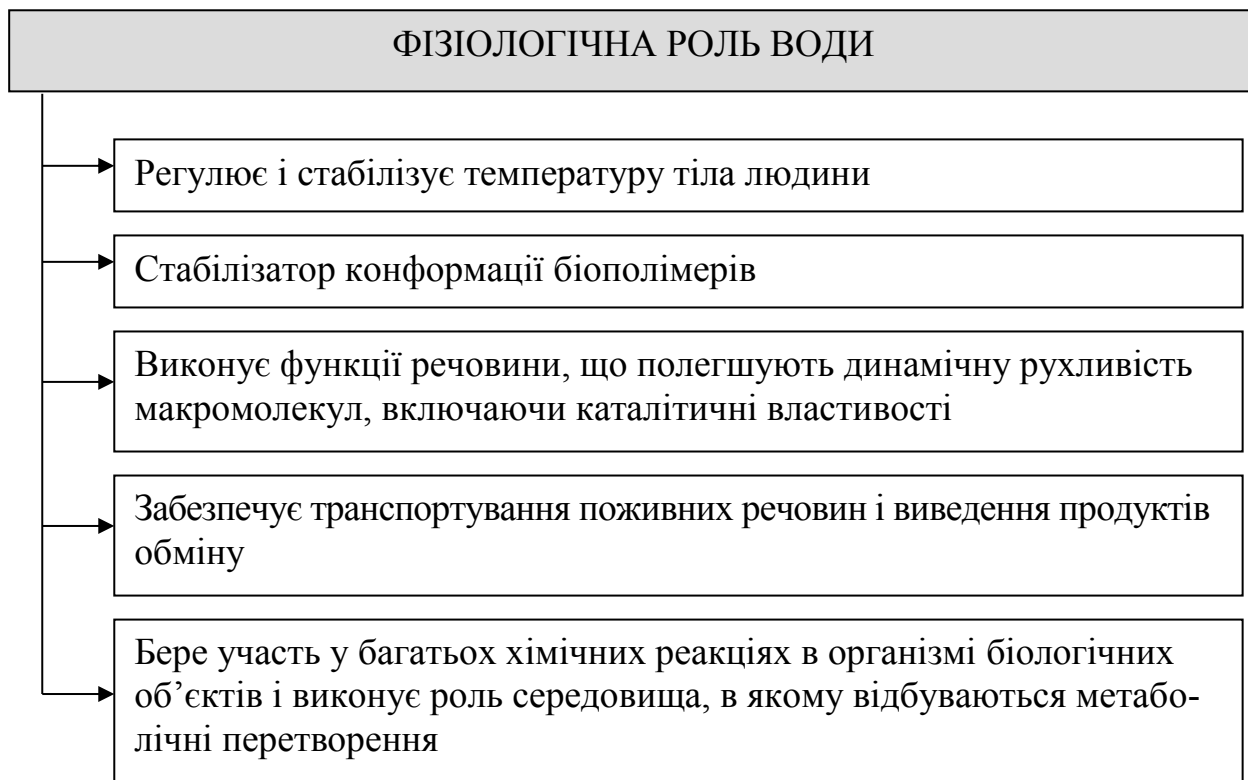 ФІЗІОЛОГІЧНА РОЛЬ ВОДИ
Регулює і стабілізує температуру тіла людини
Стабілізатор конформації біополімерів
Виконує функції речовини, що полегшують динамічну рухливість
макромолекул, включаючи каталітичні властивості
Забезпечує транспортування поживних речовин і виведення продуктів
обміну
Бере участь у багатьох хімічних реакціях в організмі біологічних
об’єктів і виконує роль середовища, в якому відбуваються метабо-
лічні перетворення